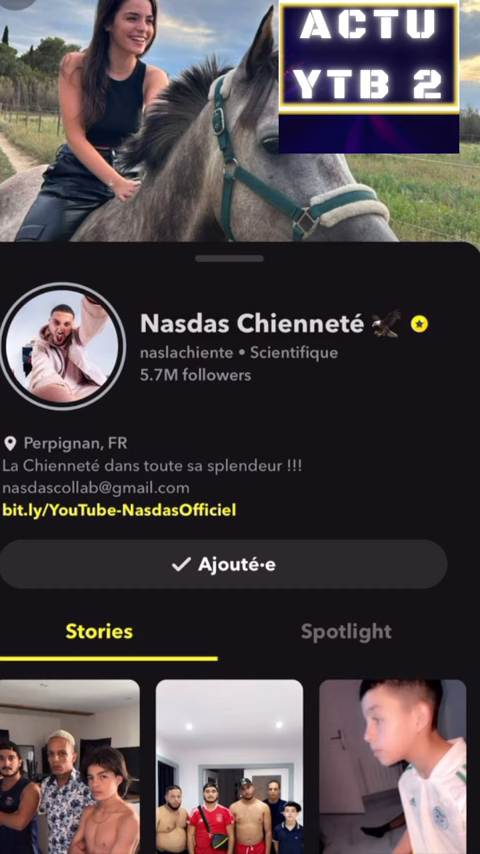 ACTU
YTB 2
Nasdas Chienneté
naslachiente • Scientifique
5.7M followers
Perpignan, FR
La Chienneté dans toute sa splendeur !!!
nasdascollab@gmail.com
bit.ly/YouTube-NasdasOfficiel
Ajouté·e
Stories
Spotlight